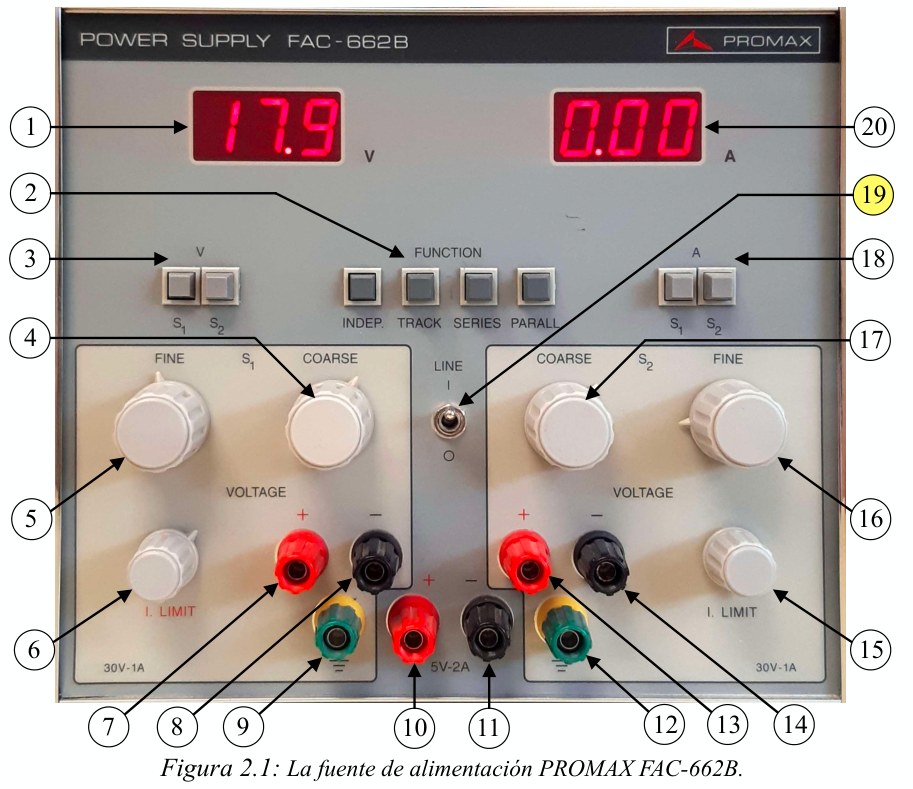 POWER SUPPLY FAC-662B
PROMAX
1
17.9
V
0.00
A
20
2
19
3
V
FUNCTION
A
18
S1 S2
INDEP. TRACK SERIES PARALL.
S1 S2
4
17
FINE S1 COARSE
LINE
I
O
COARSE S2 FINE
5
VOLTAGE
VOLTAGE
16
+ −
+ −
6
I. LIMIT
+ −
I. LIMIT
15
30V-1A
5V-2A
30V-1A
7
8
9
10
11
12
13
14
Figura 2.1: La fuente de alimentación PROMAX FAC-662B.